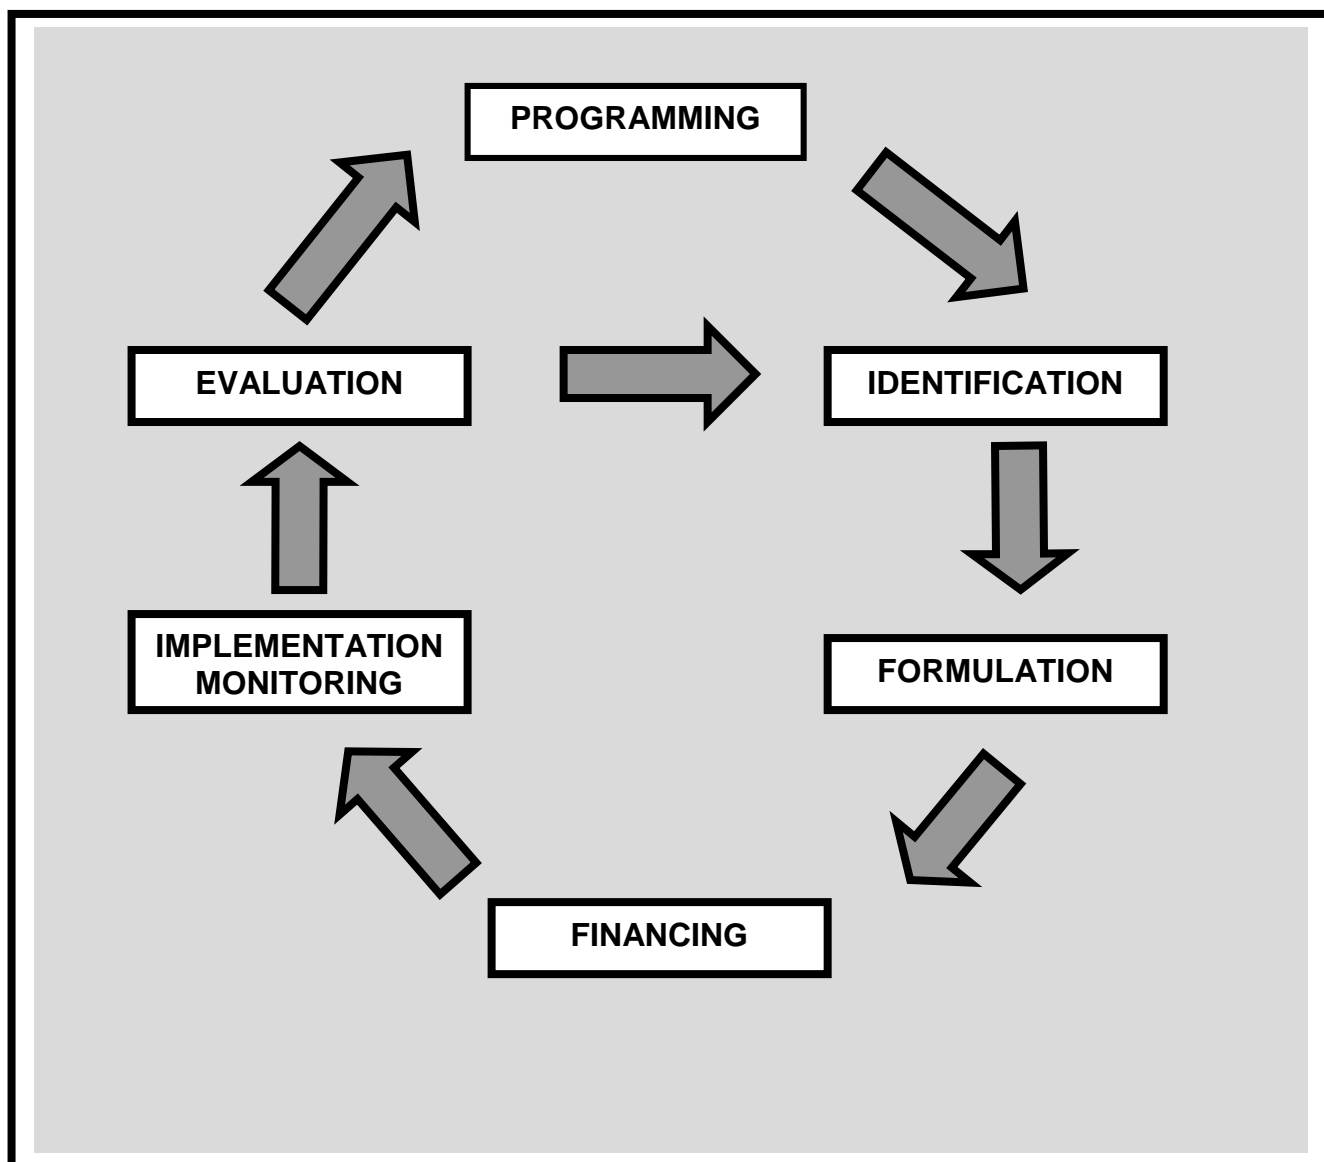 PROGRAMMING
EVALUATION
IDENTIFICATION
IMPLEMENTATION
MONITORING
FORMULATION
FINANCING